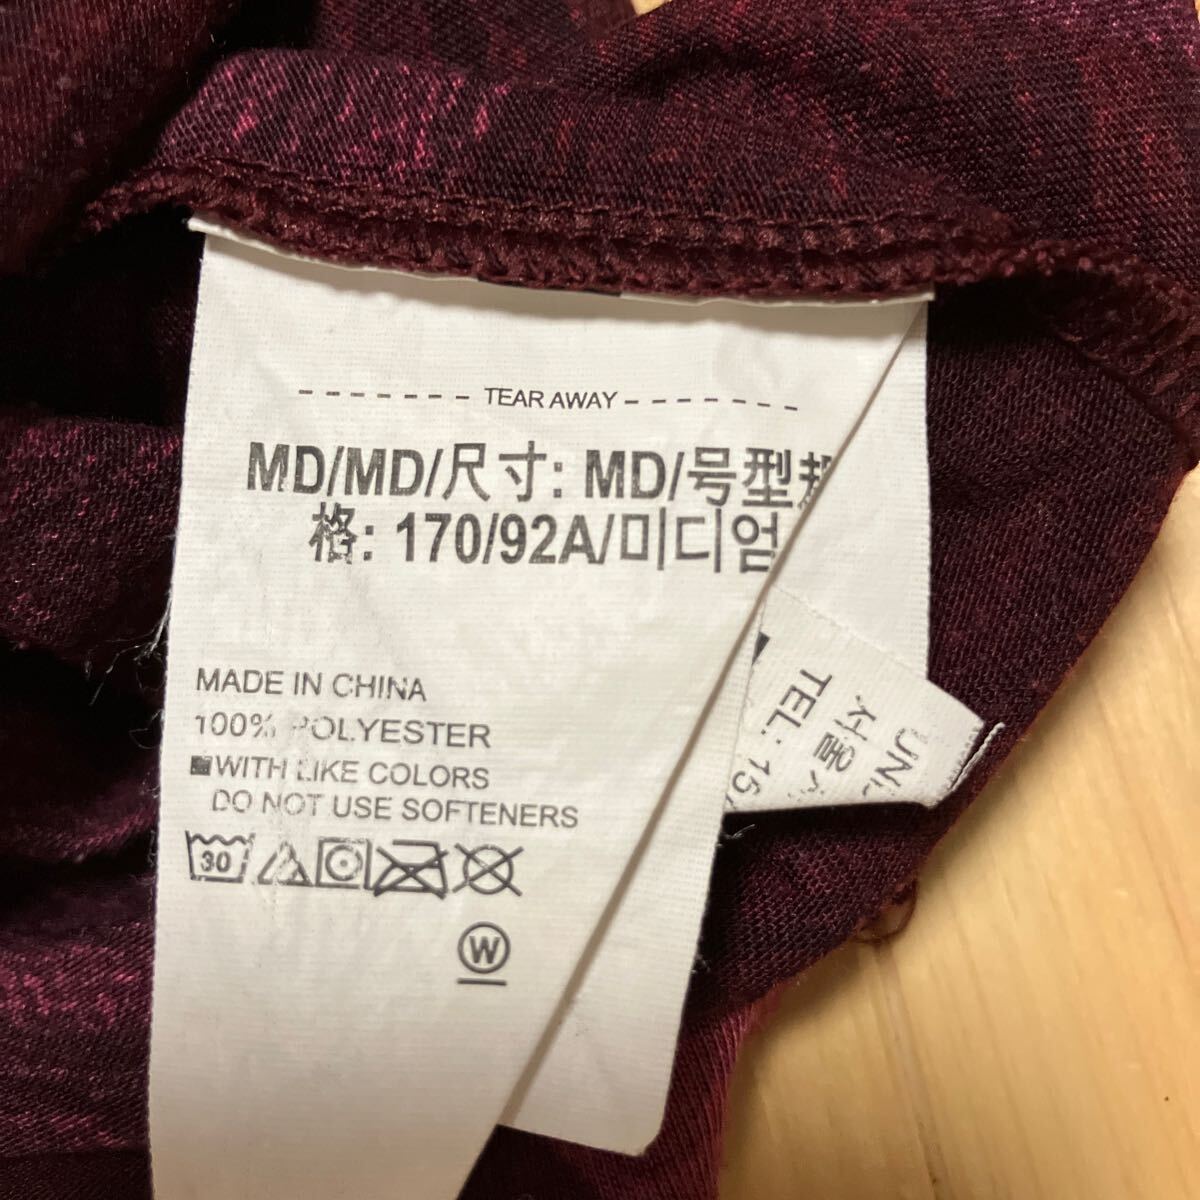 TEAR AWAY
MD/MD/尺寸: MD/号型规
格: 170/92A/미디엄
MADE IN CHINA
100% POLYESTER
WITH LIKE COLORS
DO NOT USE SOFTENERS
30
W
서울
TEL: 15